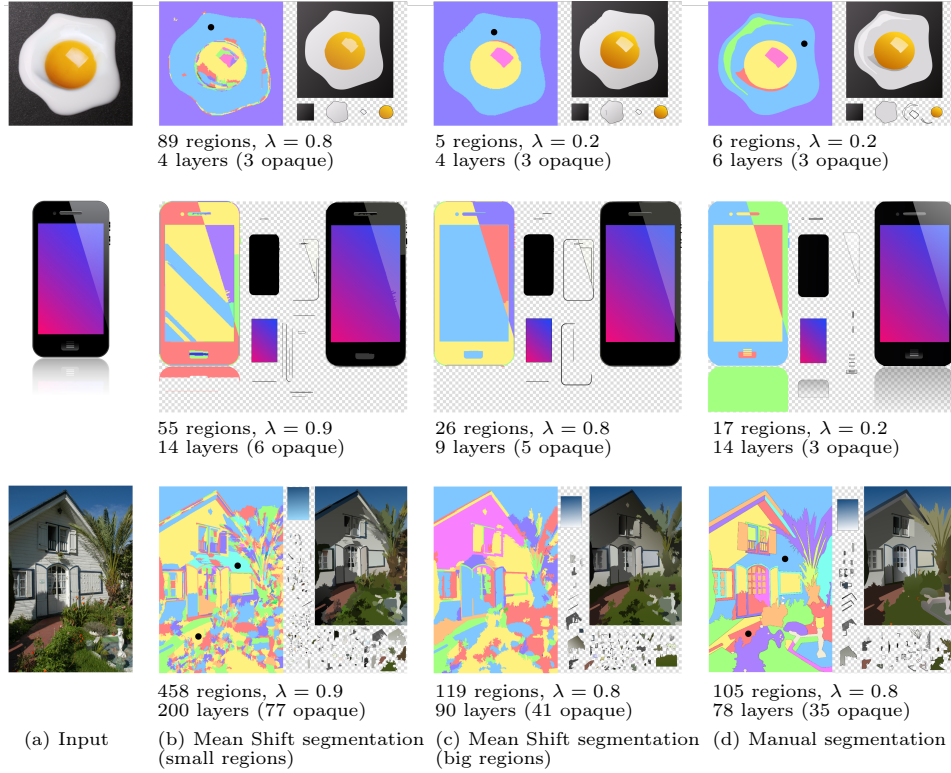 89 regions, λ = 0.8
4 layers (3 opaque)
5 regions, λ = 0.2
4 layers (3 opaque)
6 regions, λ = 0.2
6 layers (3 opaque)
55 regions, λ = 0.9
14 layers (6 opaque)
26 regions, λ = 0.8
9 layers (5 opaque)
17 regions, λ = 0.2
14 layers (3 opaque)
458 regions, λ = 0.9
200 layers (77 opaque)
119 regions, λ = 0.8
90 layers (41 opaque)
105 regions, λ = 0.8
78 layers (35 opaque)
(a) Input
(b) Mean Shift segmentation
(small regions)
(c) Mean Shift segmentation
(big regions)
(d) Manual segmentation